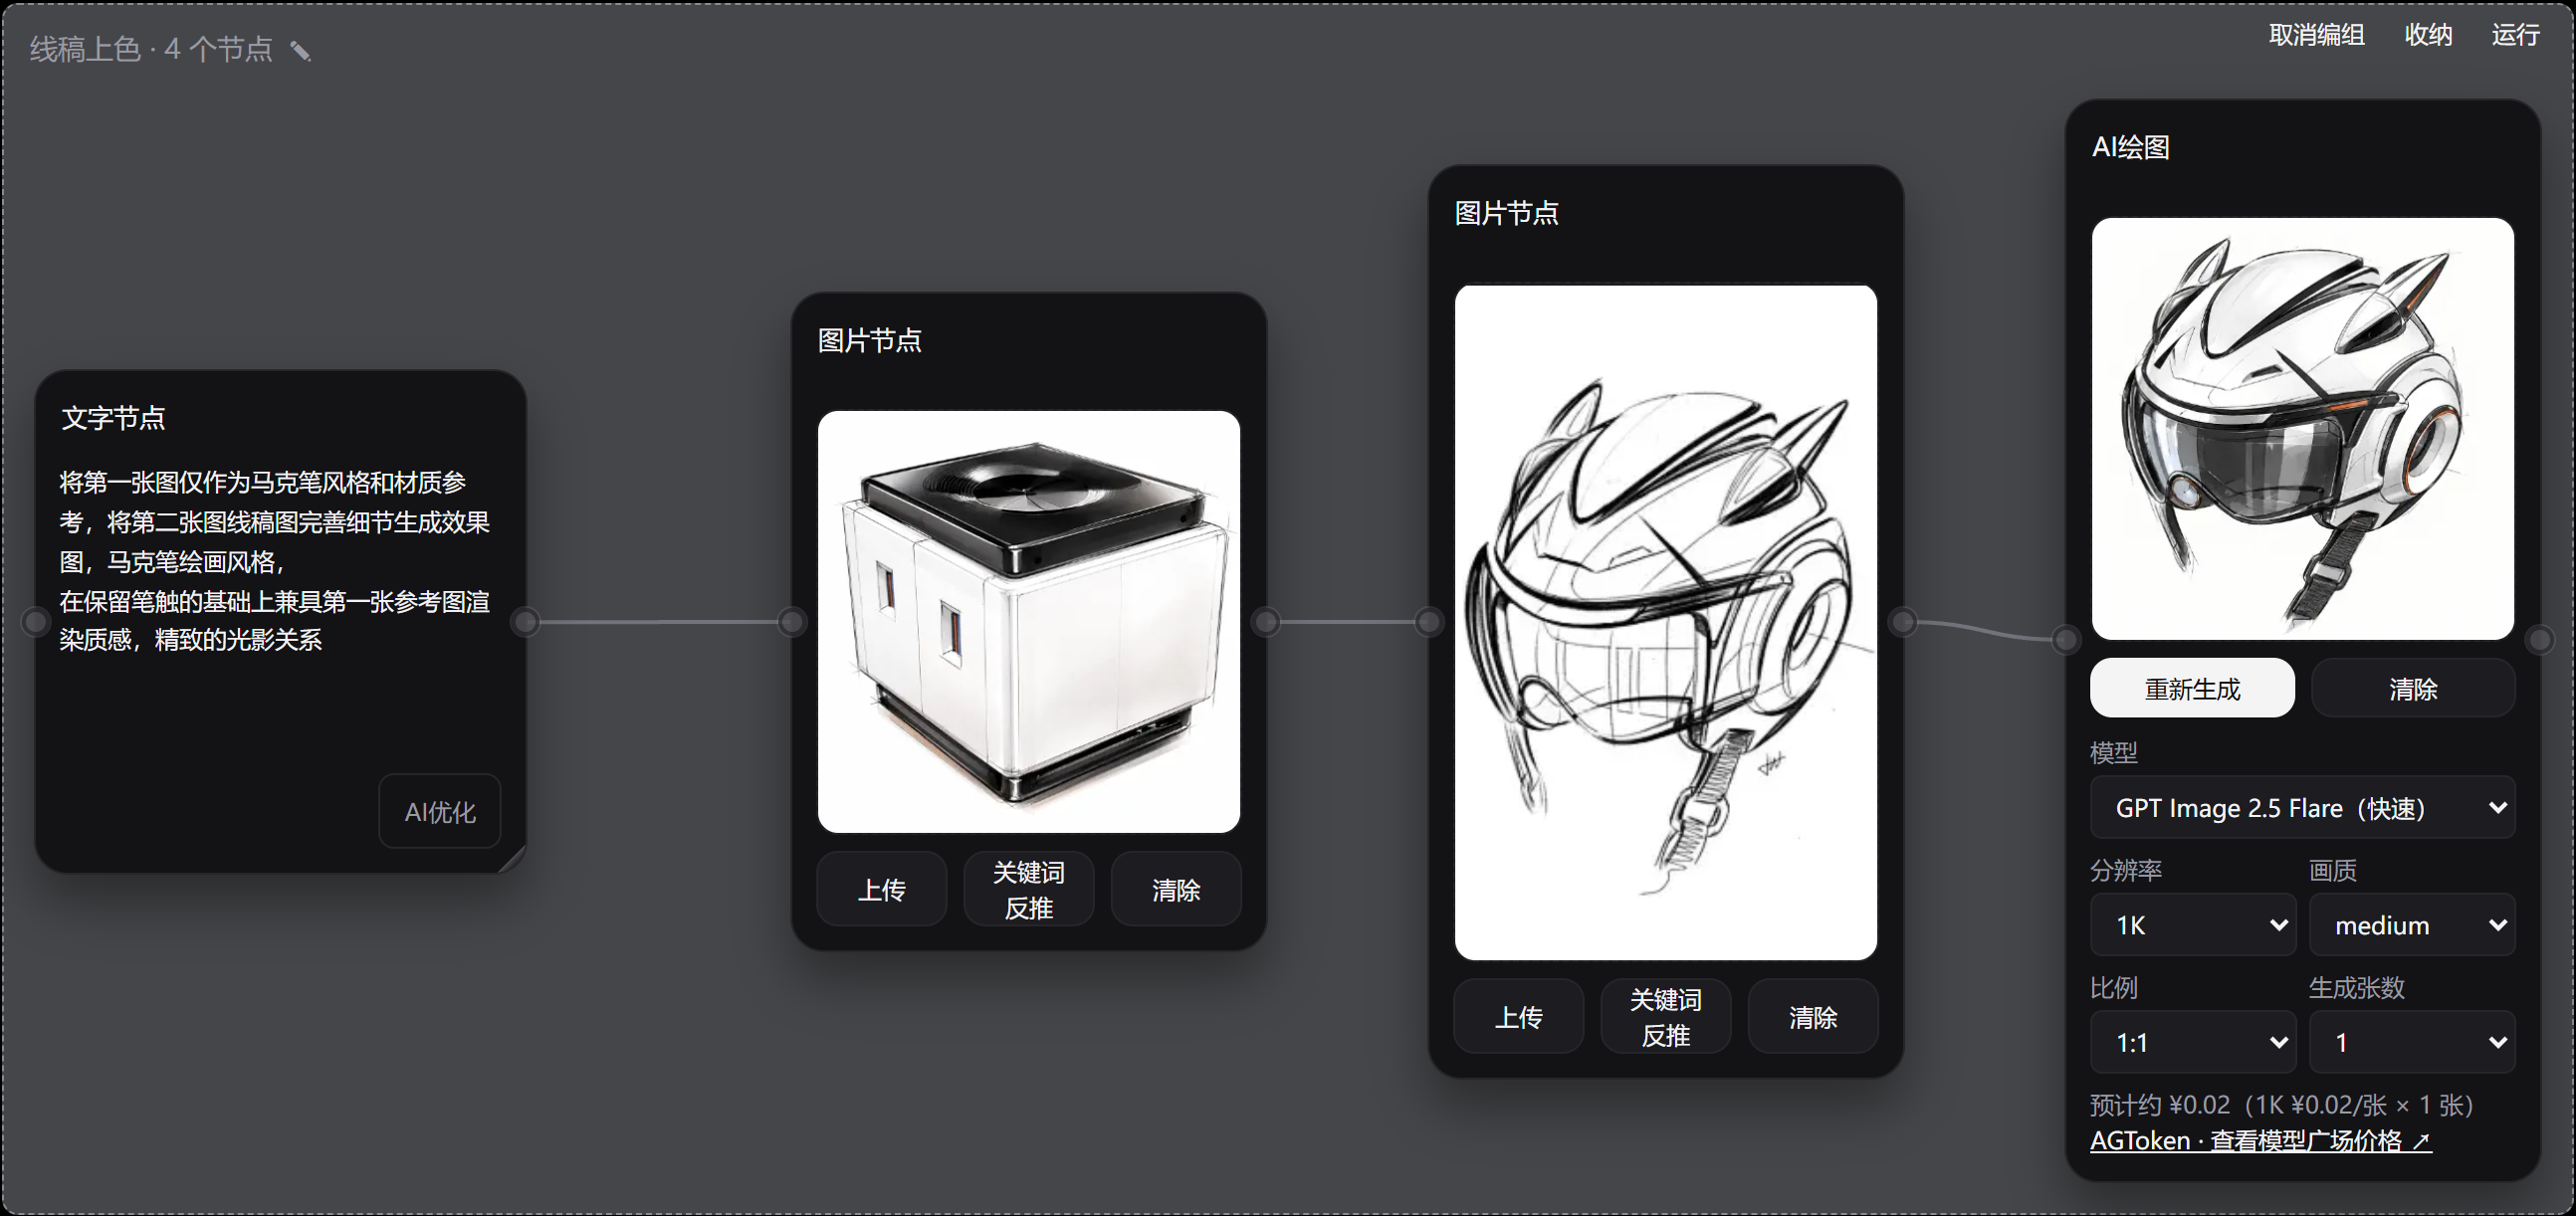 线稿上色 · 4 个节点
取消编组 收纳 运行
文字节点
将第一张图仅作为马克笔风格和材质参
考，将第二张图线稿图完善细节生成效果
图，马克笔绘画风格，
在保留笔触的基础上兼具第一张参考图渲
染质感，精致的光影关系
AI优化
图片节点
上传
关键词
反推
清除
图片节点
上传
关键词
反推
清除
AI绘图
重新生成
清除
模型
GPT Image 2.5 Flare（快速）
分辨率 画质
1K medium
比例 生成张数
1:1 1
预计约 ¥0.02（1K ¥0.02/张 × 1 张）
AGToken · 查看模型广场价格 ↗